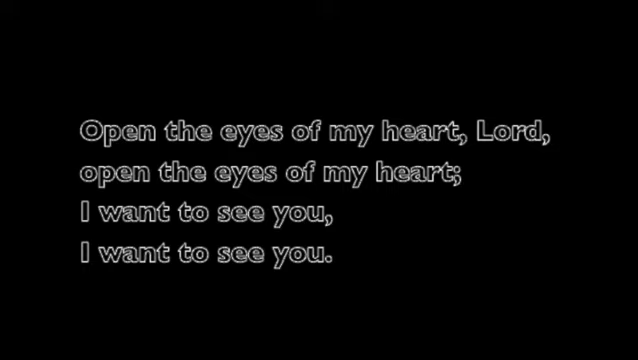 Open the eyes of my heart, Lord,
open the eyes of my heart;
I want to see you,
I want to see you.